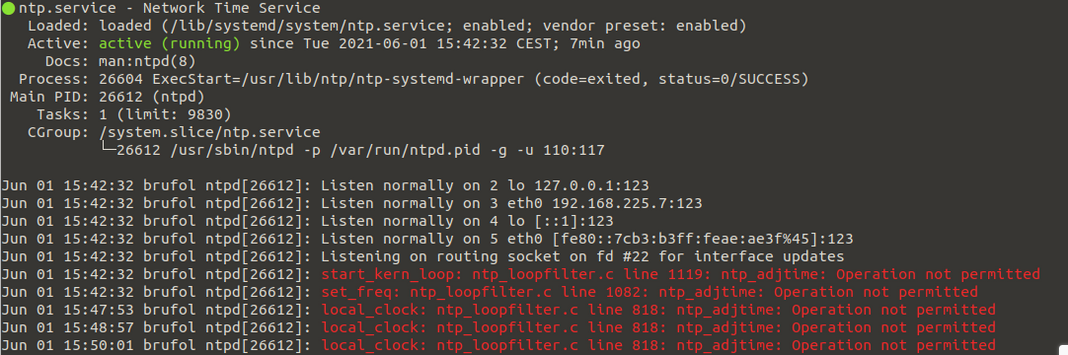 ● ntp.service - Network Time Service
Loaded: loaded (/lib/systemd/system/ntp.service; enabled; vendor preset: enabled)
Active: active (running) since Tue 2021-06-01 15:42:32 CEST; 7min ago
Docs: man:ntpd(8)
Process: 26604 ExecStart=/usr/lib/ntp/ntp-systemd-wrapper (code=exited, status=0/SUCCESS)
Main PID: 26612 (ntpd)
Tasks: 1 (limit: 9830)
CGroup: /system.slice/ntp.service
└─26612 /usr/sbin/ntpd -p /var/run/ntpd.pid -g -u 110:117
Jun 01 15:42:32 brufol ntpd[26612]: Listen normally on 2 lo 127.0.0.1:123
Jun 01 15:42:32 brufol ntpd[26612]: Listen normally on 3 eth0 192.168.225.7:123
Jun 01 15:42:32 brufol ntpd[26612]: Listen normally on 4 lo [::1]:123
Jun 01 15:42:32 brufol ntpd[26612]: Listen normally on 5 eth0 [fe80::7cb3:b3ff:feae:ae3f%45]:123
Jun 01 15:42:32 brufol ntpd[26612]: Listening on routing socket on fd #22 for interface updates
Jun 01 15:42:32 brufol ntpd[26612]: start_kern_loop: ntp_loopfilter.c line 1119: ntp_adjtime: Operation not permitted
Jun 01 15:42:32 brufol ntpd[26612]: set_freq: ntp_loopfilter.c line 1082: ntp_adjtime: Operation not permitted
Jun 01 15:47:53 brufol ntpd[26612]: local_clock: ntp_loopfilter.c line 818: ntp_adjtime: Operation not permitted
Jun 01 15:48:57 brufol ntpd[26612]: local_clock: ntp_loopfilter.c line 818: ntp_adjtime: Operation not permitted
Jun 01 15:50:01 brufol ntpd[26612]: local_clock: ntp_loopfilter.c line 818: ntp_adjtime: Operation not permitted